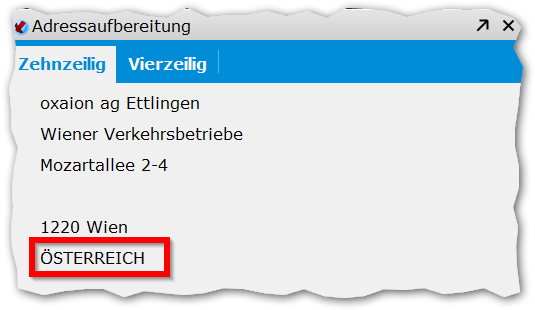 Adressaufbereitung
Zehnzeilig Vierzeilig
oxaion ag Ettlingen
Wiener Verkehrsbetriebe
Mozartallee 2-4
1220 Wien
ÖSTERREICH